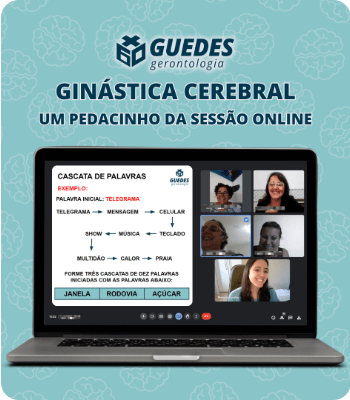 GUEDES
gerontologia
GINÁSTICA CEREBRAL
UM PEDACINHO DA SESSÃO ONLINE
CASCATA DE PALAVRAS
GUEDES
gerontologia
EXEMPLO:
PALAVRA INICIAL: TELEGRAMA
TELEGRAMA MENSAGEM CELULAR
SHOW MÚSICA TECLADO
MULTIDÃO CALOR PRAIA
FORME TRÊS CASCATAS DE DEZ PALAVRAS
INICIADAS COM AS PALAVRAS ABAIXO:
JANELA RODOVIA AÇÚCAR